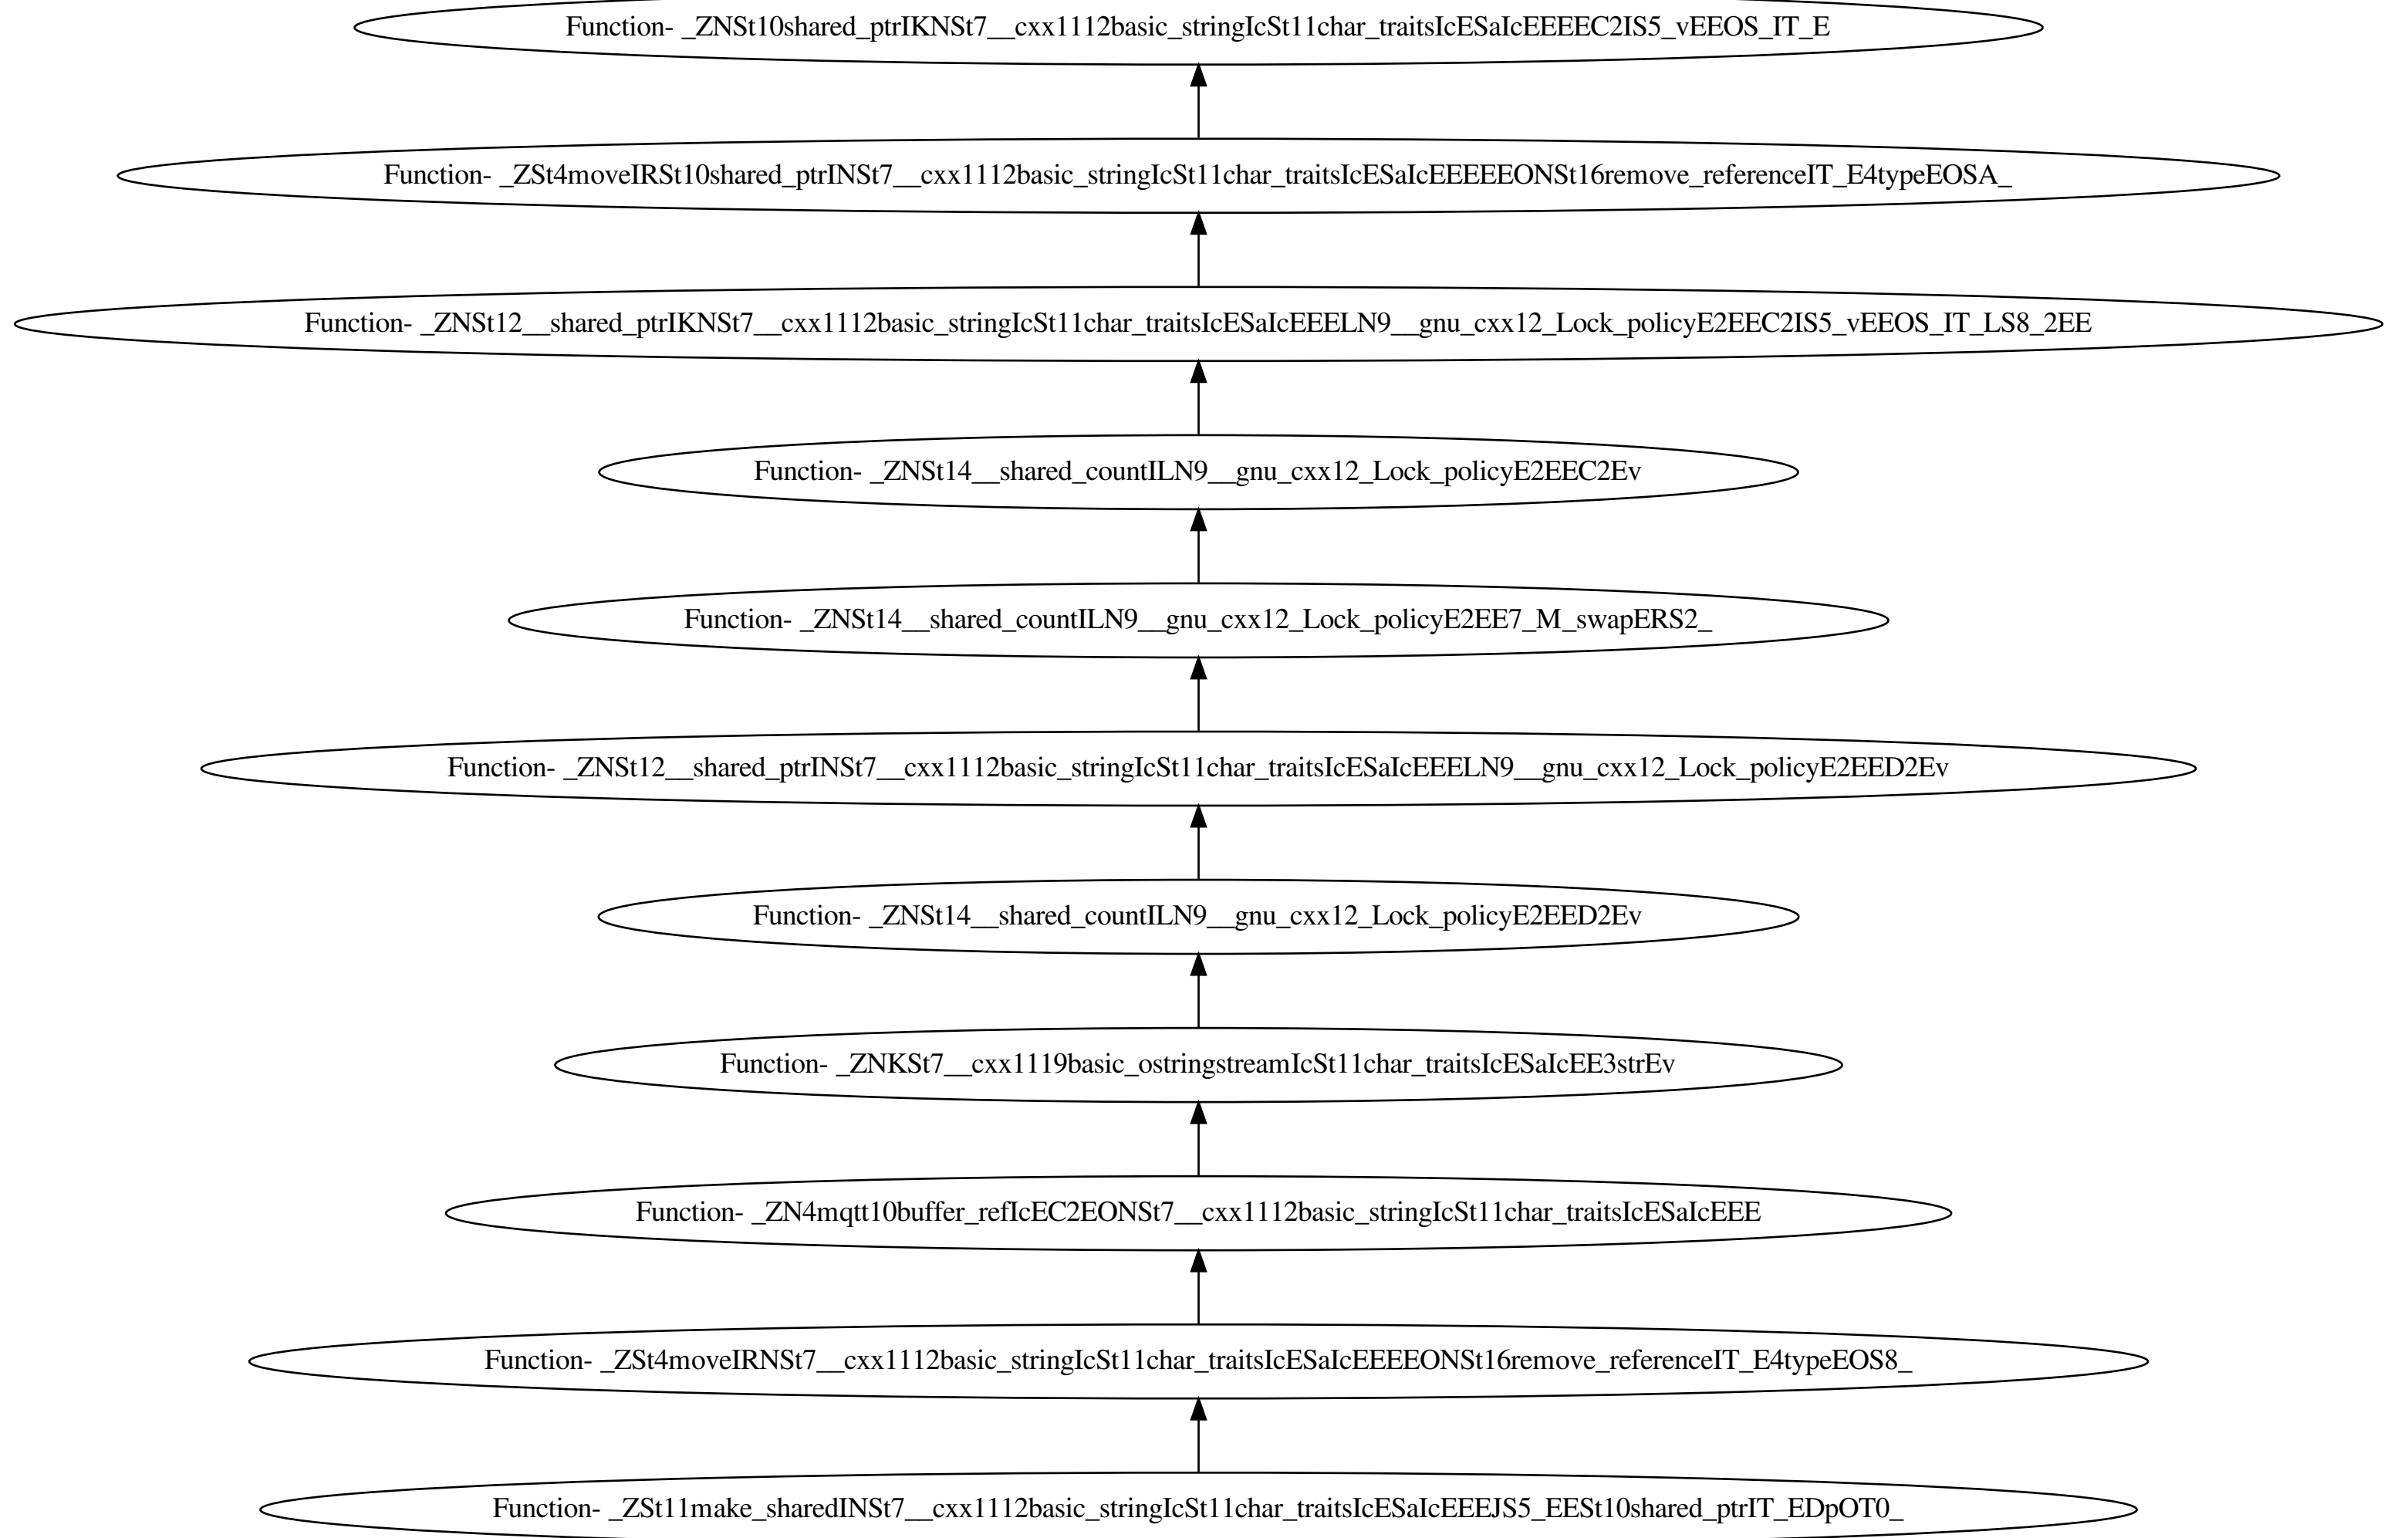 Function- _ZNSt10shared_ptrIKNSt7__cxx1112basic_stringIcSt11char_traitsIcESaIcEEEEC2IS5_vEEOS_IT_E
Function- _ZSt4moveIRSt10shared_ptrINSt7__cxx1112basic_stringIcSt11char_traitsIcESaIcEEEEEONSt16remove_referenceIT_E4typeEOSA_
Function- _ZNSt12__shared_ptrIKNSt7__cxx1112basic_stringIcSt11char_traitsIcESaIcEEELN9__gnu_cxx12_Lock_policyE2EEC2IS5_vEEOS_IT_LS8_2EE
Function- _ZNSt14__shared_countILN9__gnu_cxx12_Lock_policyE2EEC2Ev
Function- _ZNSt14__shared_countILN9__gnu_cxx12_Lock_policyE2EE7_M_swapERS2_
Function- _ZNSt12__shared_ptrINSt7__cxx1112basic_stringIcSt11char_traitsIcESaIcEEELN9__gnu_cxx12_Lock_policyE2EED2Ev
Function- _ZNSt14__shared_countILN9__gnu_cxx12_Lock_policyE2EED2Ev
Function- _ZNKSt7__cxx1119basic_ostringstreamIcSt11char_traitsIcESaIcEE3strEv
Function- _ZN4mqtt10buffer_refIcEC2EONSt7__cxx1112basic_stringIcSt11char_traitsIcESaIcEEE
Function- _ZSt4moveIRNSt7__cxx1112basic_stringIcSt11char_traitsIcESaIcEEEEONSt16remove_referenceIT_E4typeEOS8_
Function- _ZSt11make_sharedINSt7__cxx1112basic_stringIcSt11char_traitsIcESaIcEEEJS5_EESt10shared_ptrIT_EDpOT0_